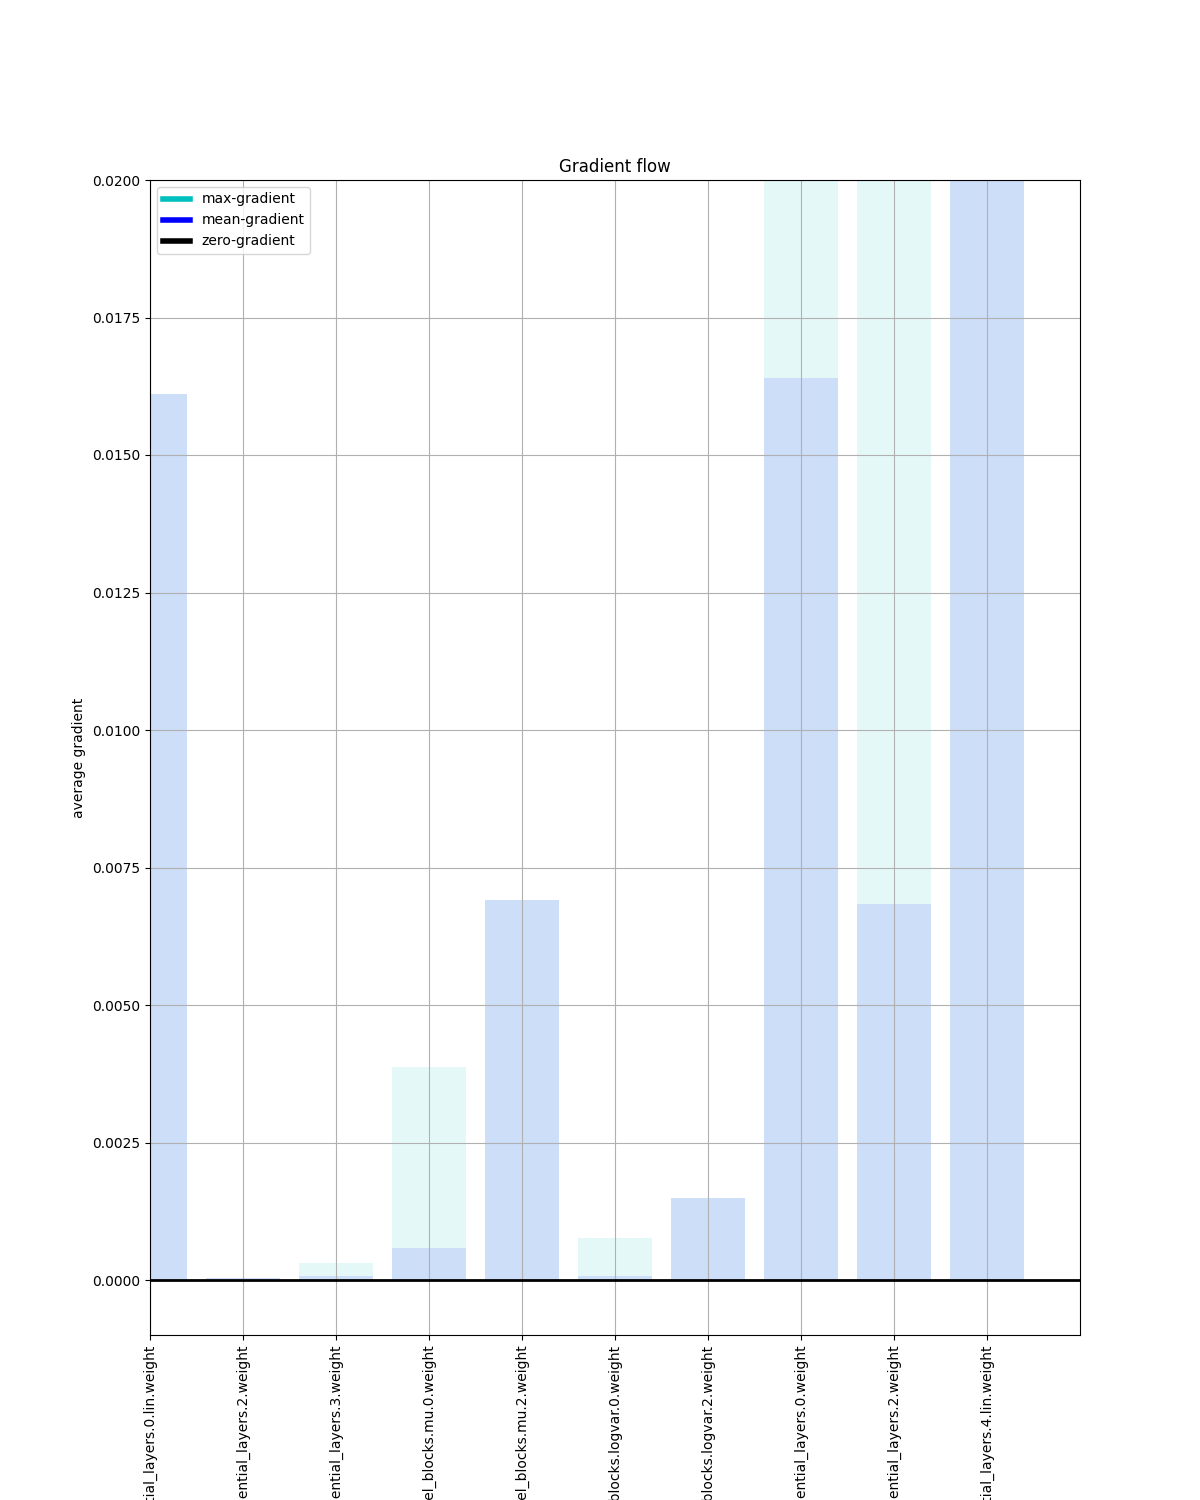 Gradient flow
max-gradient
mean-gradient
zero-gradient
0.0200
0.0175
0.0150
0.0125
0.0100
0.0075
0.0050
0.0025
0.0000
average gradient
tial_layers.0.lin.weight
ential_layers.2.weight
ential_layers.3.weight
el_blocks.mu.0.weight
el_blocks.mu.2.weight
blocks.logvar.0.weight
blocks.logvar.2.weight
ential_layers.0.weight
ential_layers.2.weight
tial_layers.4.lin.weight